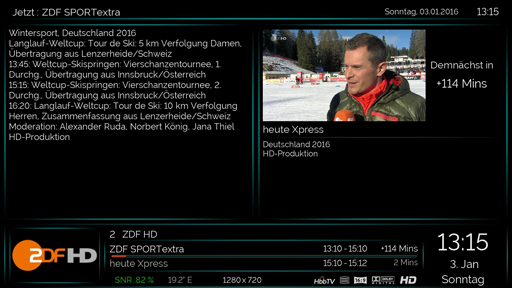 Jetzt : ZDF SPORTextra
Sonntag, 03.01.2016
13:15
Wintersport, Deutschland 2016
Langlauf-Weltcup: Tour de Ski: 5 km Verfolgung Damen,
Übertragung aus Lenzerheide/Schweiz
13:45: Weltcup-Skispringen: Vierschanzentournee, 1.
Durchg., Übertragung aus Innsbruck/Österreich
15:15: Weltcup-Skispringen: Vierschanzentournee, 2.
Durchg., Übertragung aus Innsbruck/Österreich
16:20: Langlauf-Weltcup: Tour de Ski: 10 km Verfolgung
Herren, Zusammenfassung aus Lenzerheide/Schweiz
Moderation: Alexander Ruda, Norbert König, Jana Thiel
HD-Produktion
Demnächst in
+114 Mins
heute Xpress
Deutschland 2016
HD-Produktion
2DF HD
2 ZDF HD
ZDF SPORTextra 13:10 - 15:10 +114 Mins
heute Xpress 15:10 - 15:12 2 Mins
SNR :82 % 19.2° E 1280 x 720 HbbTV 16:9 HD
13:15
3. Jan
Sonntag